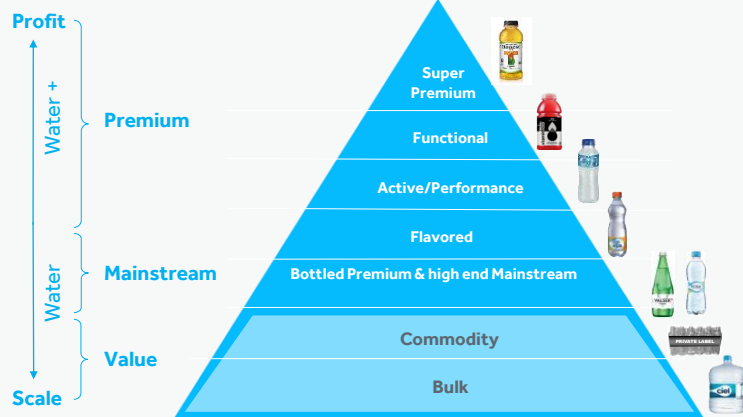 Profit
Water +
Premium
Super
Premium
Functional
Active/Performance
Flavored
Water
Mainstream
Bottled Premium & high end Mainstream
VALSER
Commodity
PRIVATE LABEL
Value
Bulk
ciel
Scale